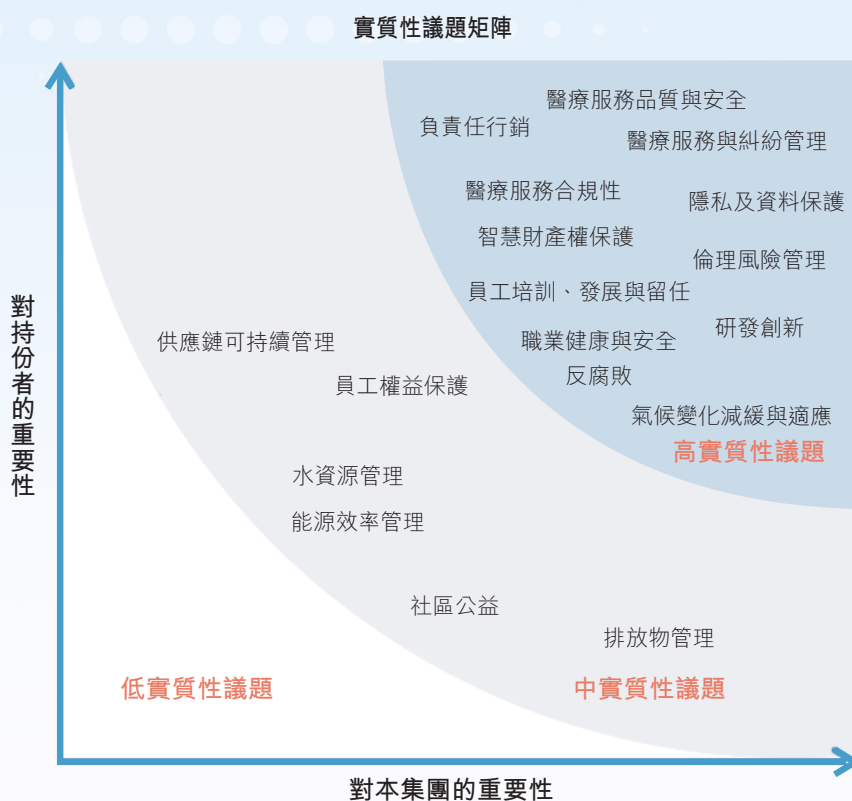 實質性議題矩陣
醫療服務品質與安全
負責任行銷
醫療服務與糾紛管理
醫療服務合規性
隱私及資料保護
智慧財產權保護
倫理風險管理
員工培訓、發展與留任
研發創新
職業健康與安全
供應鏈可持續管理
反腐敗
員工權益保護
氣候變化減緩與適應
高實質性議題
水資源管理
能源效率管理
社區公益
排放物管理
低實質性議題
中實質性議題
對持份者的重要性
對本集團的重要性